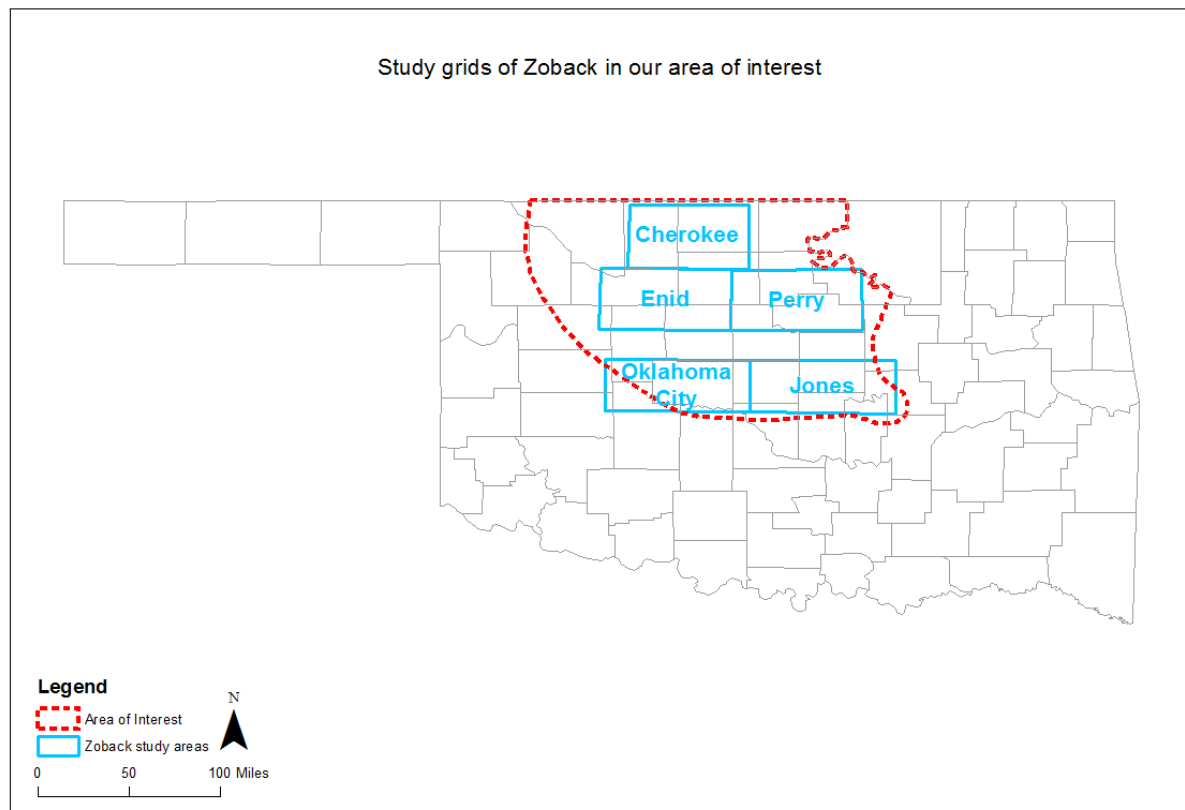 Study grids of Zoback in our area of interest
Cherokee
Enid
Perry
Oklahoma
City
Jones
Legend
N
Area of Interest
Zoback study areas
0 50 100 Miles